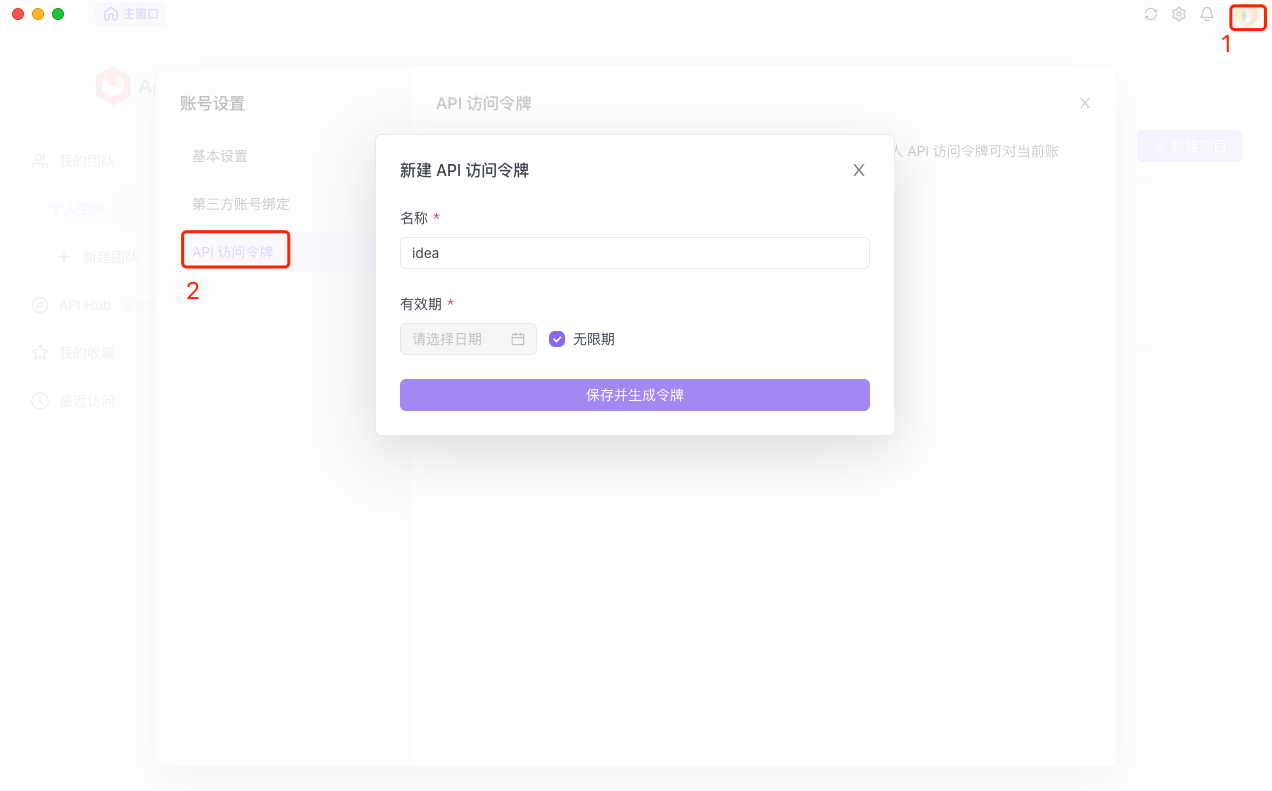 主窗口
1
Ap
账号设置
API 访问令牌
X
我的团队
基本设置
新建 API 访问令牌
X
人 API 访问令牌可对当前账
+ 新建项目
个人空间
第三方账号绑定
名称 *
idea
+ 新建团队
API 访问令牌
2
API Hub
有效期 *
请选择日期
无限期
我的收藏
保存并生成令牌
最近访问